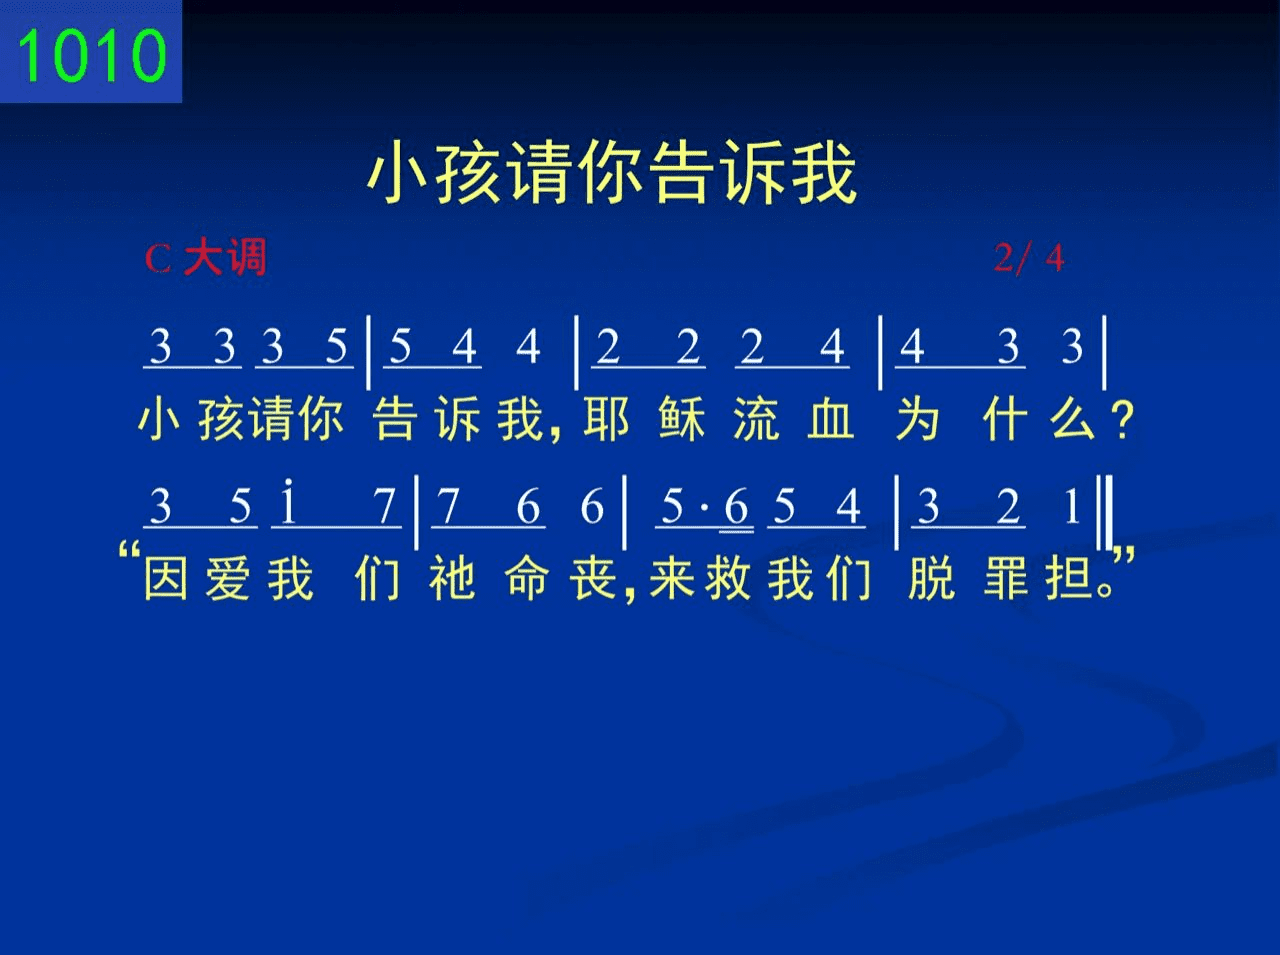 1010
小孩请你告诉我
C 大调 2/ 4
3 3 3 5 | 5 4 4 | 2 2 2 4 | 4 3 3 |
小孩请你 告诉我，耶稣流血 为什么？
3 5 i 7 | 7 6 6 | 5·6 5 4 | 3 2 1 ‖
“因爱我们 祂命丧，来救我们 脱罪担。”